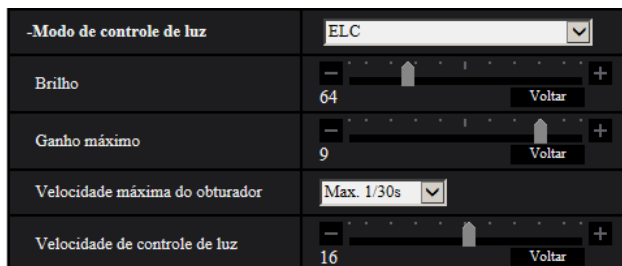 -Modo de controle de luz ELC
Brilho
64 Voltar
Ganho máximo
9 Voltar
Velocidade máxima do obturador Max. 1/30s
Velocidade de controle de luz
16 Voltar